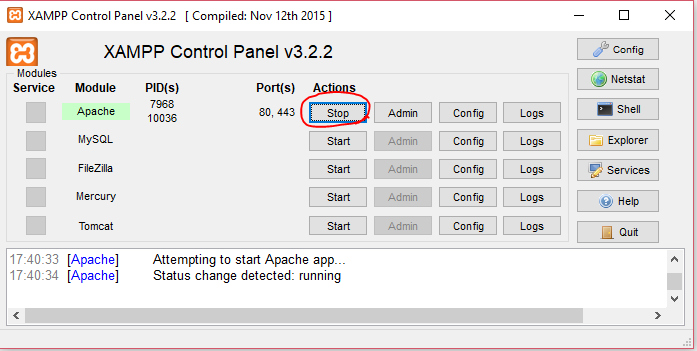 XAMPP Control Panel v3.2.2 [ Compiled: Nov 12th 2015 ]
XAMPP Control Panel v3.2.2
Config
Modules
Service Module PID(s) Port(s) Actions
Netstat
Apache 7968 10036 80, 443 Stop Admin Config Logs
Shell
MySQL Start Admin Config Logs
Explorer
FileZilla Start Admin Config Logs
Services
Mercury Start Admin Config Logs
Help
Tomcat Start Admin Config Logs
Quit
17:40:33 [Apache] Attempting to start Apache app...
17:40:34 [Apache] Status change detected: running